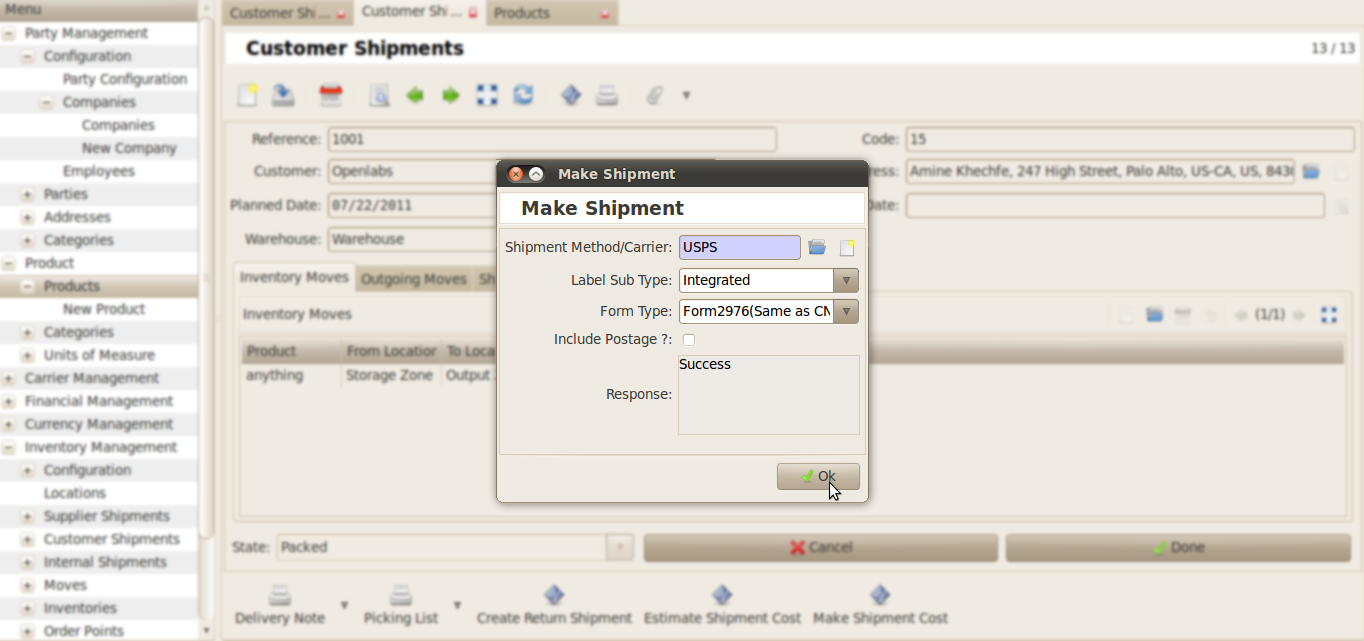 Menu
Party Management
Configuration
Party Configuration
Companies
Companies
New Company
Employees
Parties
Addresses
Categories
Product
Products
New Product
Categories
Units of Measure
Carrier Management
Financial Management
Currency Management
Inventory Management
Configuration
Locations
Supplier Shipments
Customer Shipments
Internal Shipments
Moves
Inventories
Order Points
Customer Shi ... Customer Shi ... Products
Customer Shipments 13 / 13
Reference: 1001 Code: 15
Customer: Openlabs ress: Amine Khechfe, 247 High Street, Palo Alto, US-CA, US, 8430
Planned Date: 07/22/2011 Date:
Warehouse: Warehouse
Inventory Moves Outgoing Moves Sh
Inventory Moves (1/1)
Product From Location To Loca
anything Storage Zone Output
State: Packed Cancel Done
Delivery Note Picking List Create Return Shipment Estimate Shipment Cost Make Shipment Cost
Make Shipment
Make Shipment
Shipment Method/Carrier: USPS
Label Sub Type: Integrated
Form Type: Form2976(Same as CN
Include Postage ?:
Response: Success
Ok